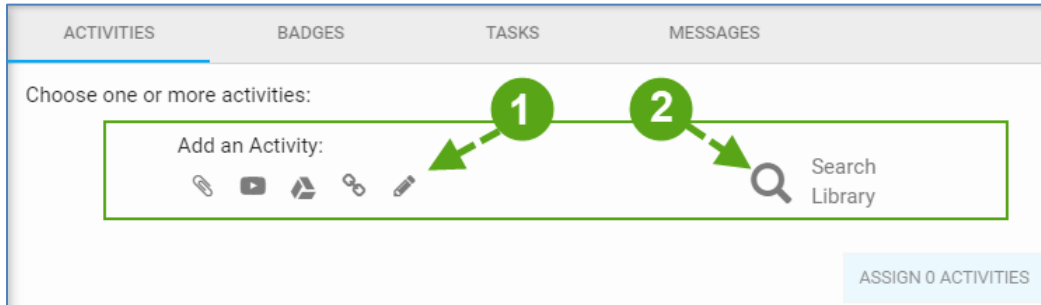 ACTIVITIES BADGES TASKS MESSAGES
Choose one or more activities:
1 2
Add an Activity:
Search
Library
ASSIGN 0 ACTIVITIES